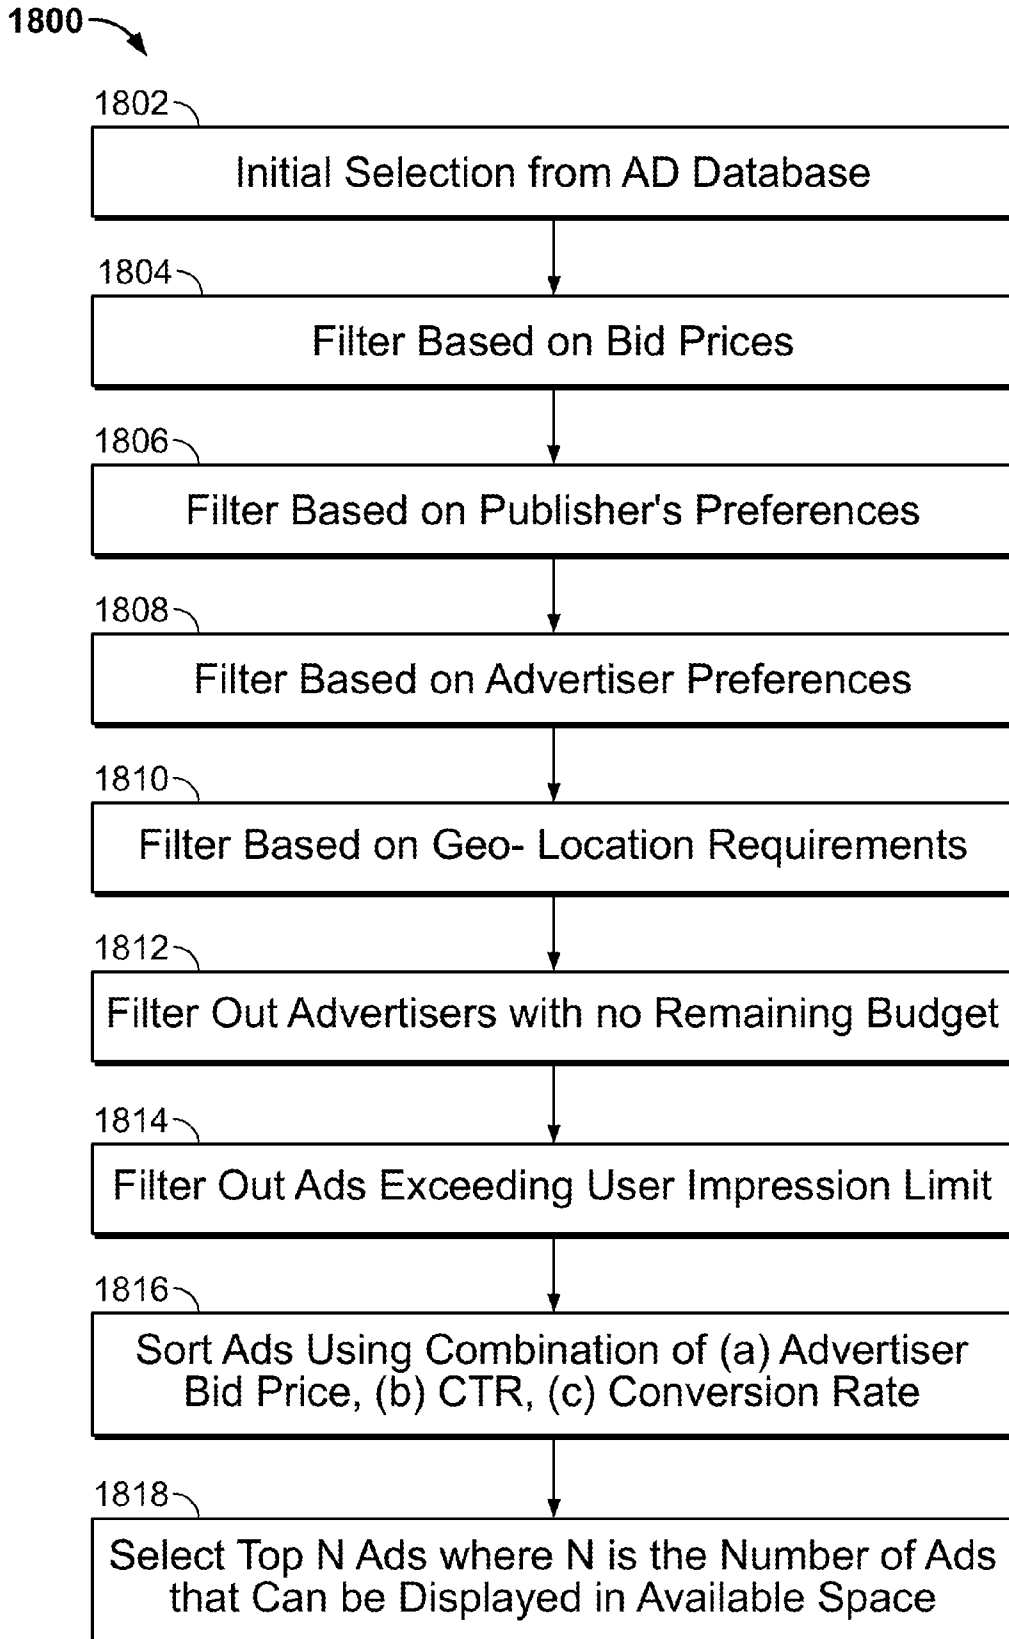 1800
1802
Initial Selection from AD Database
1804
Filter Based on Bid Prices
1806
Filter Based on Publisher's Preferences
1808
Filter Based on Advertiser Preferences
1810
Filter Based on Geo- Location Requirements
1812
Filter Out Advertisers with no Remaining Budget
1814
Filter Out Ads Exceeding User Impression Limit
1816
Sort Ads Using Combination of (a) Advertiser
Bid Price, (b) CTR, (c) Conversion Rate
1818
Select Top N Ads where N is the Number of Ads
that Can be Displayed in Available Space